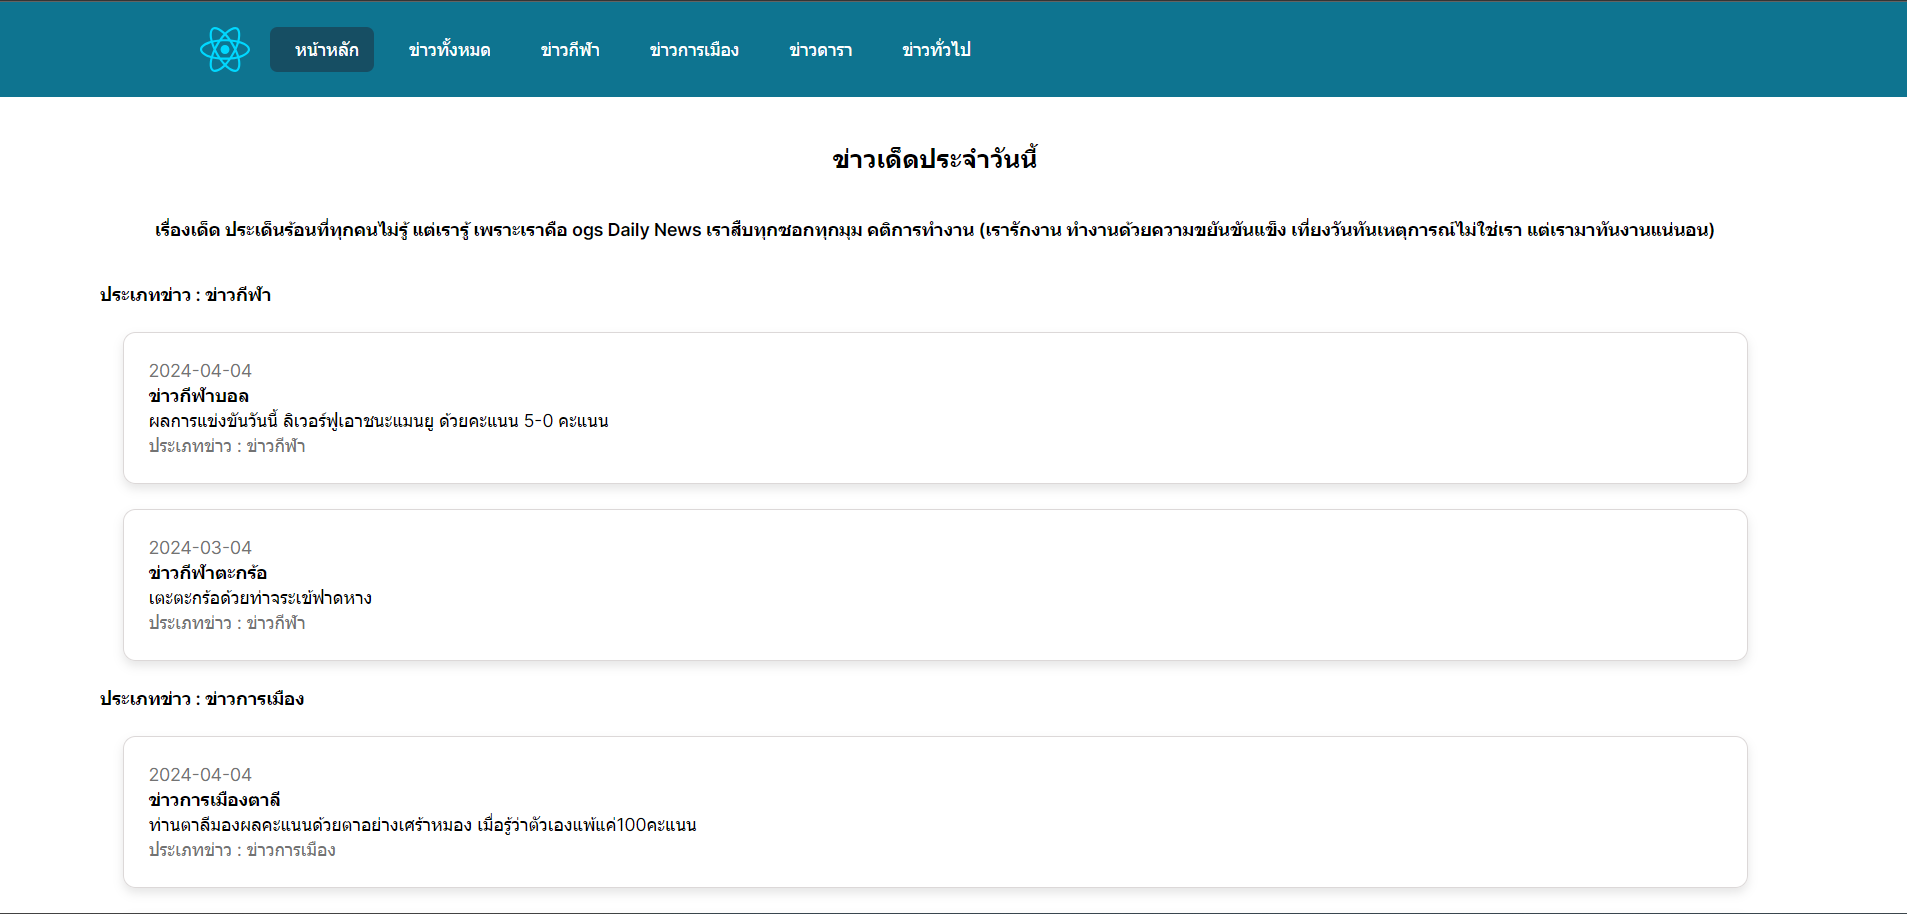 หน้าหลัก ข่าวทั้งหมด ข่าวกีฬา ข่าวการเมือง ข่าวดารา ข่าวทั่วไป
ข่าวเด็ดประจำวันนี้
เรื่องเด็ด ประเด็นร้อนที่ทุกคนไม่รู้ แต่เรารู้ เพราะเราคือ ogs Daily News เราสืบทุกซอกทุกมุม คติการทำงาน (เรารักงาน ทำงานด้วยความขยันขันแข็ง เที่ยงวันทันเหตุการณ์ไม่ใช่เรา แต่เรามาทันงานแน่นอน)
ประเภทข่าว : ข่าวกีฬา
2024-04-04
ข่าวกีฬาบอล
ผลการแข่งขันวันนี้ ลิเวอร์ฟูเอาชนะแมนยู ด้วยคะแนน 5-0 คะแนน
ประเภทข่าว : ข่าวกีฬา
2024-03-04
ข่าวกีฬาตะกร้อ
เตะตะกร้อด้วยท่าจระเข้ฟาดหาง
ประเภทข่าว : ข่าวกีฬา
ประเภทข่าว : ข่าวการเมือง
2024-04-04
ข่าวการเมืองตาลี
ท่านตาลีมองผลคะแนนด้วยตาอย่างเศร้าหมอง เมื่อรู้ว่าตัวเองแพ้แค่100คะแนน
ประเภทข่าว : ข่าวการเมือง